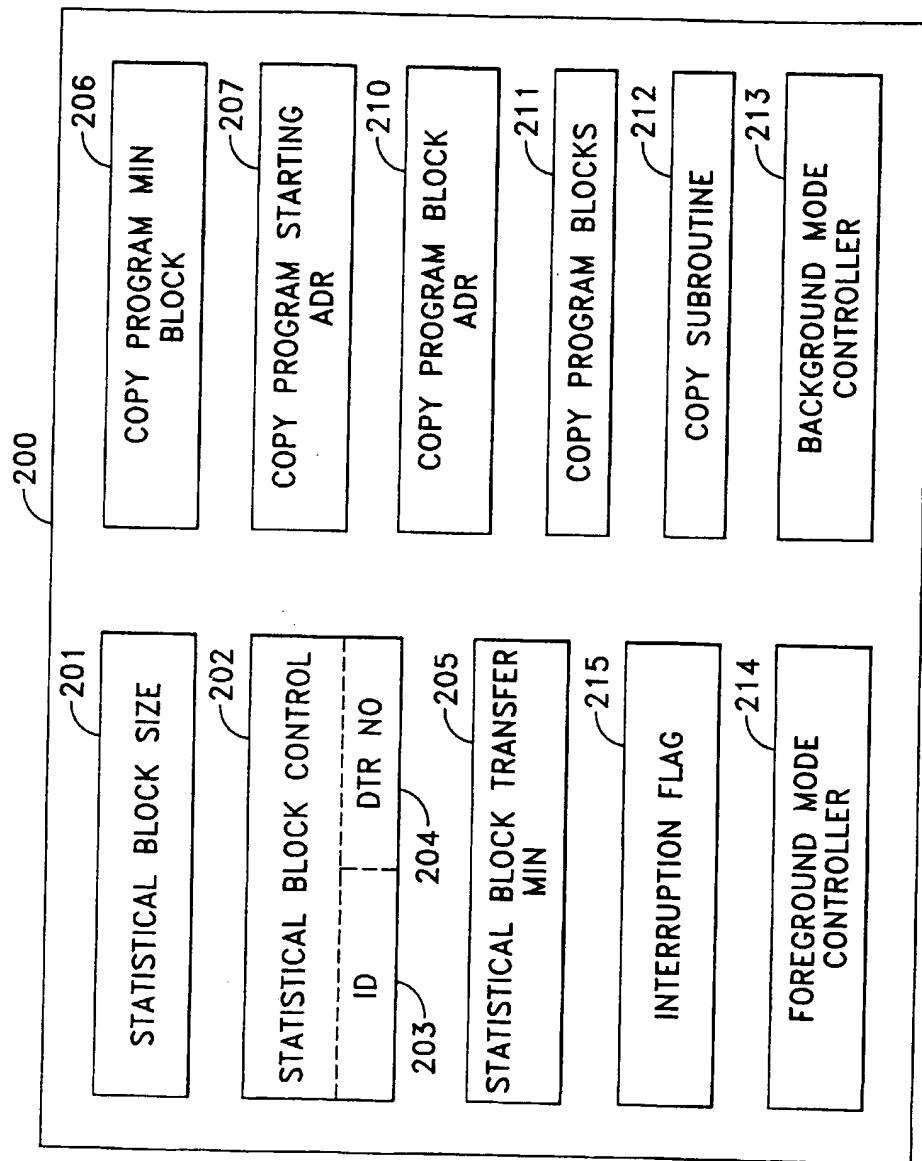 200
201
STATISTICAL BLOCK SIZE
202
STATISTICAL BLOCK CONTROL
ID
DTR NO
203
204
205
STATISTICAL BLOCK TRANSFER
MIN
215
INTERRUPTION FLAG
214
FOREGROUND MODE
CONTROLLER
206
COPY PROGRAM MIN
BLOCK
207
COPY PROGRAM STARTING
ADR
210
COPY PROGRAM BLOCK
ADR
211
COPY PROGRAM BLOCKS
212
COPY SUBROUTINE
213
BACKGROUND MODE
CONTROLLER